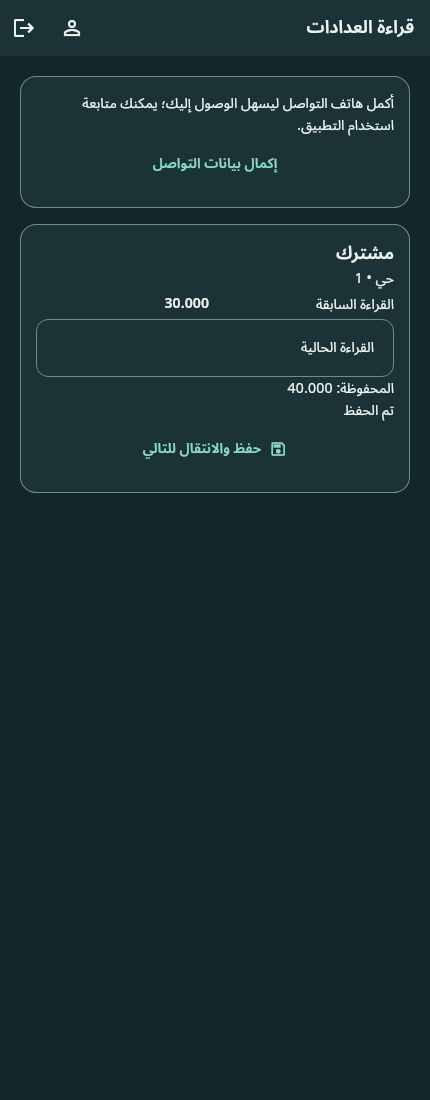 قراءة العدادات
أكمل هاتف التواصل ليسهل الوصول إليك؛ يمكنك متابعة
استخدام التطبيق.
إكمال بيانات التواصل
مشترك
حي • 1
القراءة السابقة 30.000
القراءة الحالية
المحفوظة: 40.000
تم الحفظ
حفظ والانتقال للتالي